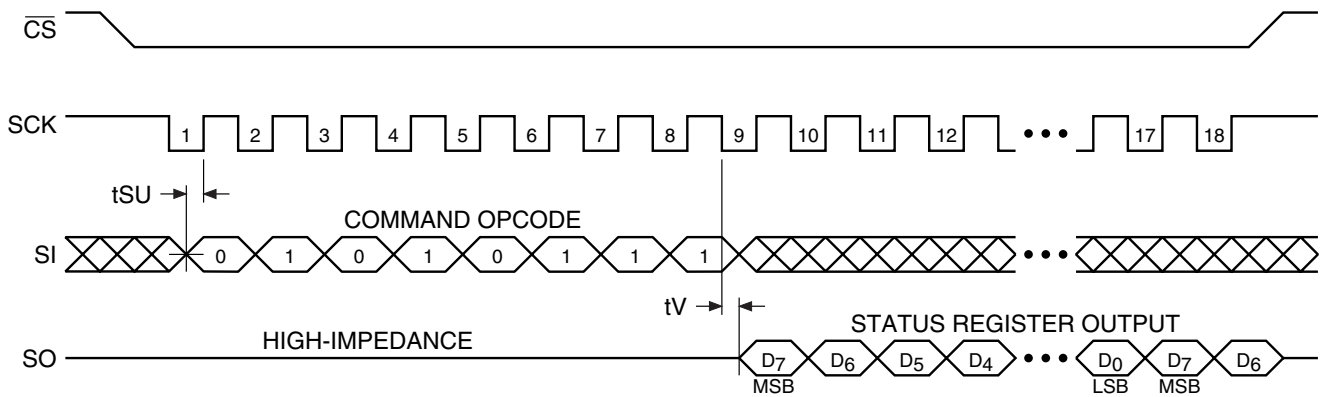 CS
SCK 1 2 3 4 5 6 7 8 9 10 11 12 ••• 17 18
tSU
COMMAND OPCODE
SI 0 1 0 1 0 1 1 1 •••
tV
HIGH-IMPEDANCE STATUS REGISTER OUTPUT
SO D7 D6 D5 D4 ••• D0 D7 D6
MSB LSB MSB